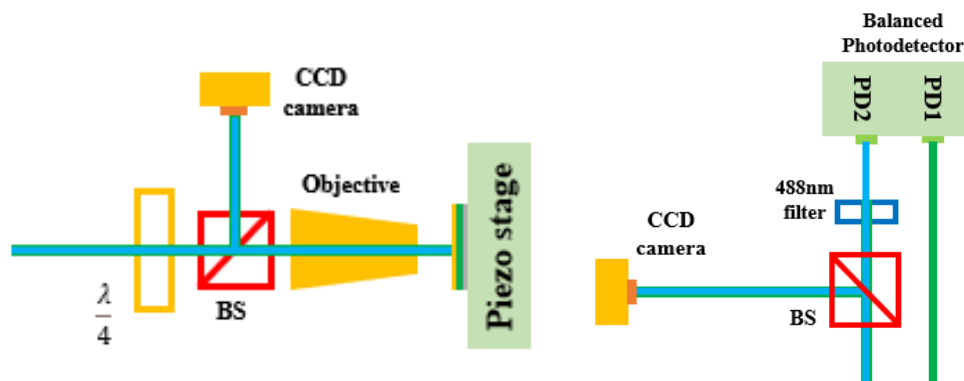 CCD
camera
Objective
Piezo stage
λ
4
BS
Balanced
Photodetector
PD2
PD1
488nm
filter
CCD
camera
BS